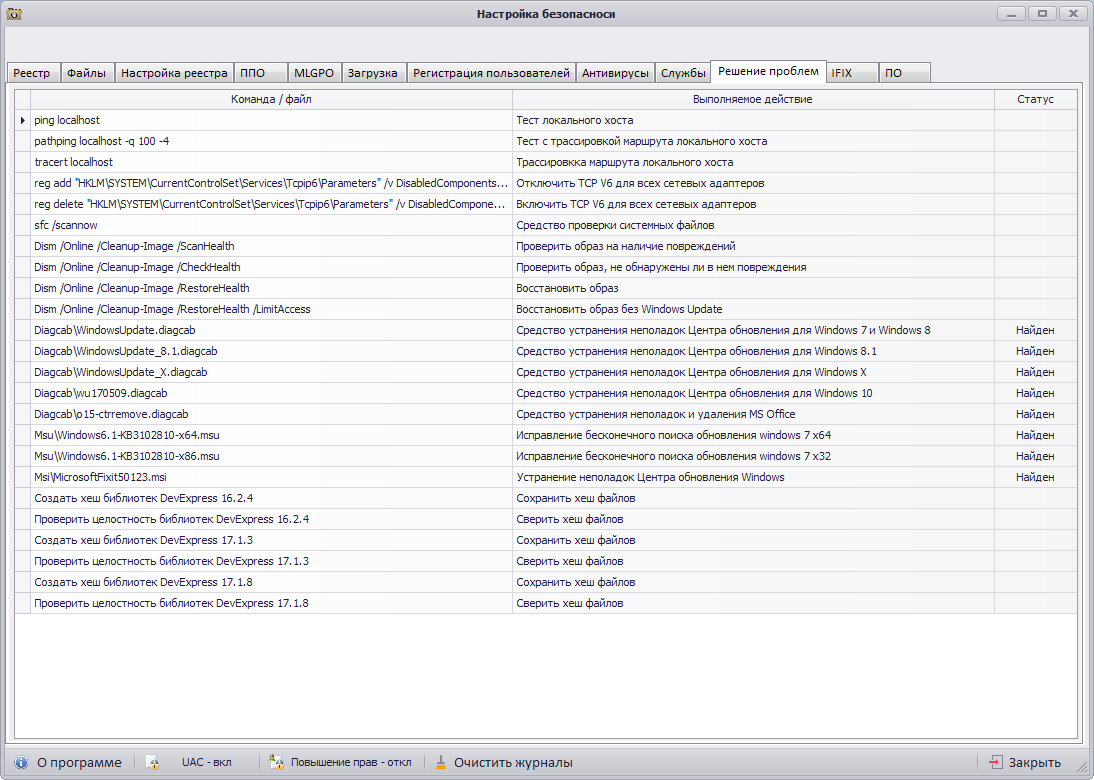 Настройка безопасноси
Реестр Файлы Настройка реестра ППО MLGPO Загрузка Регистрация пользователей Антивирусы Службы Решение проблем IFIX ПО
Команда / файл Выполняемое действие Статус
ping localhost Тест локального хоста
pathping localhost -q 100 -4 Тест с трассировкой маршрута локального хоста
tracert localhost Трассировкка маршрута локального хоста
reg add "HKLM\SYSTEM\CurrentControlSet\Services\Tcpip6\Parameters" /v DisabledComponents... Отключить TCP V6 для всех сетевых адаптеров
reg delete "HKLM\SYSTEM\CurrentControlSet\Services\Tcpip6\Parameters" /v DisabledCompone... Включить TCP V6 для всех сетевых адаптеров
sfc /scannow Средство проверки системных файлов
Dism /Online /Cleanup-Image /ScanHealth Проверить образ на наличие повреждений
Dism /Online /Cleanup-Image /CheckHealth Проверить образ, не обнаружены ли в нем повреждения
Dism /Online /Cleanup-Image /RestoreHealth Восстановить образ
Dism /Online /Cleanup-Image /RestoreHealth /LimitAccess Восстановить образ без Windows Update
Diagcab\WindowsUpdate.diagcab Средство устранения неполадок Центра обновления для Windows 7 и Windows 8 Найден
Diagcab\WindowsUpdate_8.1.diagcab Средство устранения неполадок Центра обновления для Windows 8.1 Найден
Diagcab\WindowsUpdate_X.diagcab Средство устранения неполадок Центра обновления для Windows X Найден
Diagcab\wu170509.diagcab Средство устранения неполадок Центра обновления для Windows 10 Найден
Diagcab\o15-ctrremove.diagcab Средство устранения неполадок и удаления MS Office Найден
Msu\Windows6.1-KB3102810-x64.msu Исправление бесконечного поиска обновления windows 7 x64 Найден
Msu\Windows6.1-KB3102810-x86.msu Исправление бесконечного поиска обновления windows 7 x32 Найден
Msi\MicrosoftFixit50123.msi Устранение неполадок Центра обновления Windows Найден
Создать хеш библиотек DevExpress 16.2.4 Сохранить хеш файлов
Проверить целостность библиотек DevExpress 16.2.4 Сверить хеш файлов
Создать хеш библиотек DevExpress 17.1.3 Сохранить хеш файлов
Проверить целостность библиотек DevExpress 17.1.3 Сверить хеш файлов
Создать хеш библиотек DevExpress 17.1.8 Сохранить хеш файлов
Проверить целостность библиотек DevExpress 17.1.8 Сверить хеш файлов
О программе UAC - вкл Повышение прав - откл Очистить журналы Закрыть